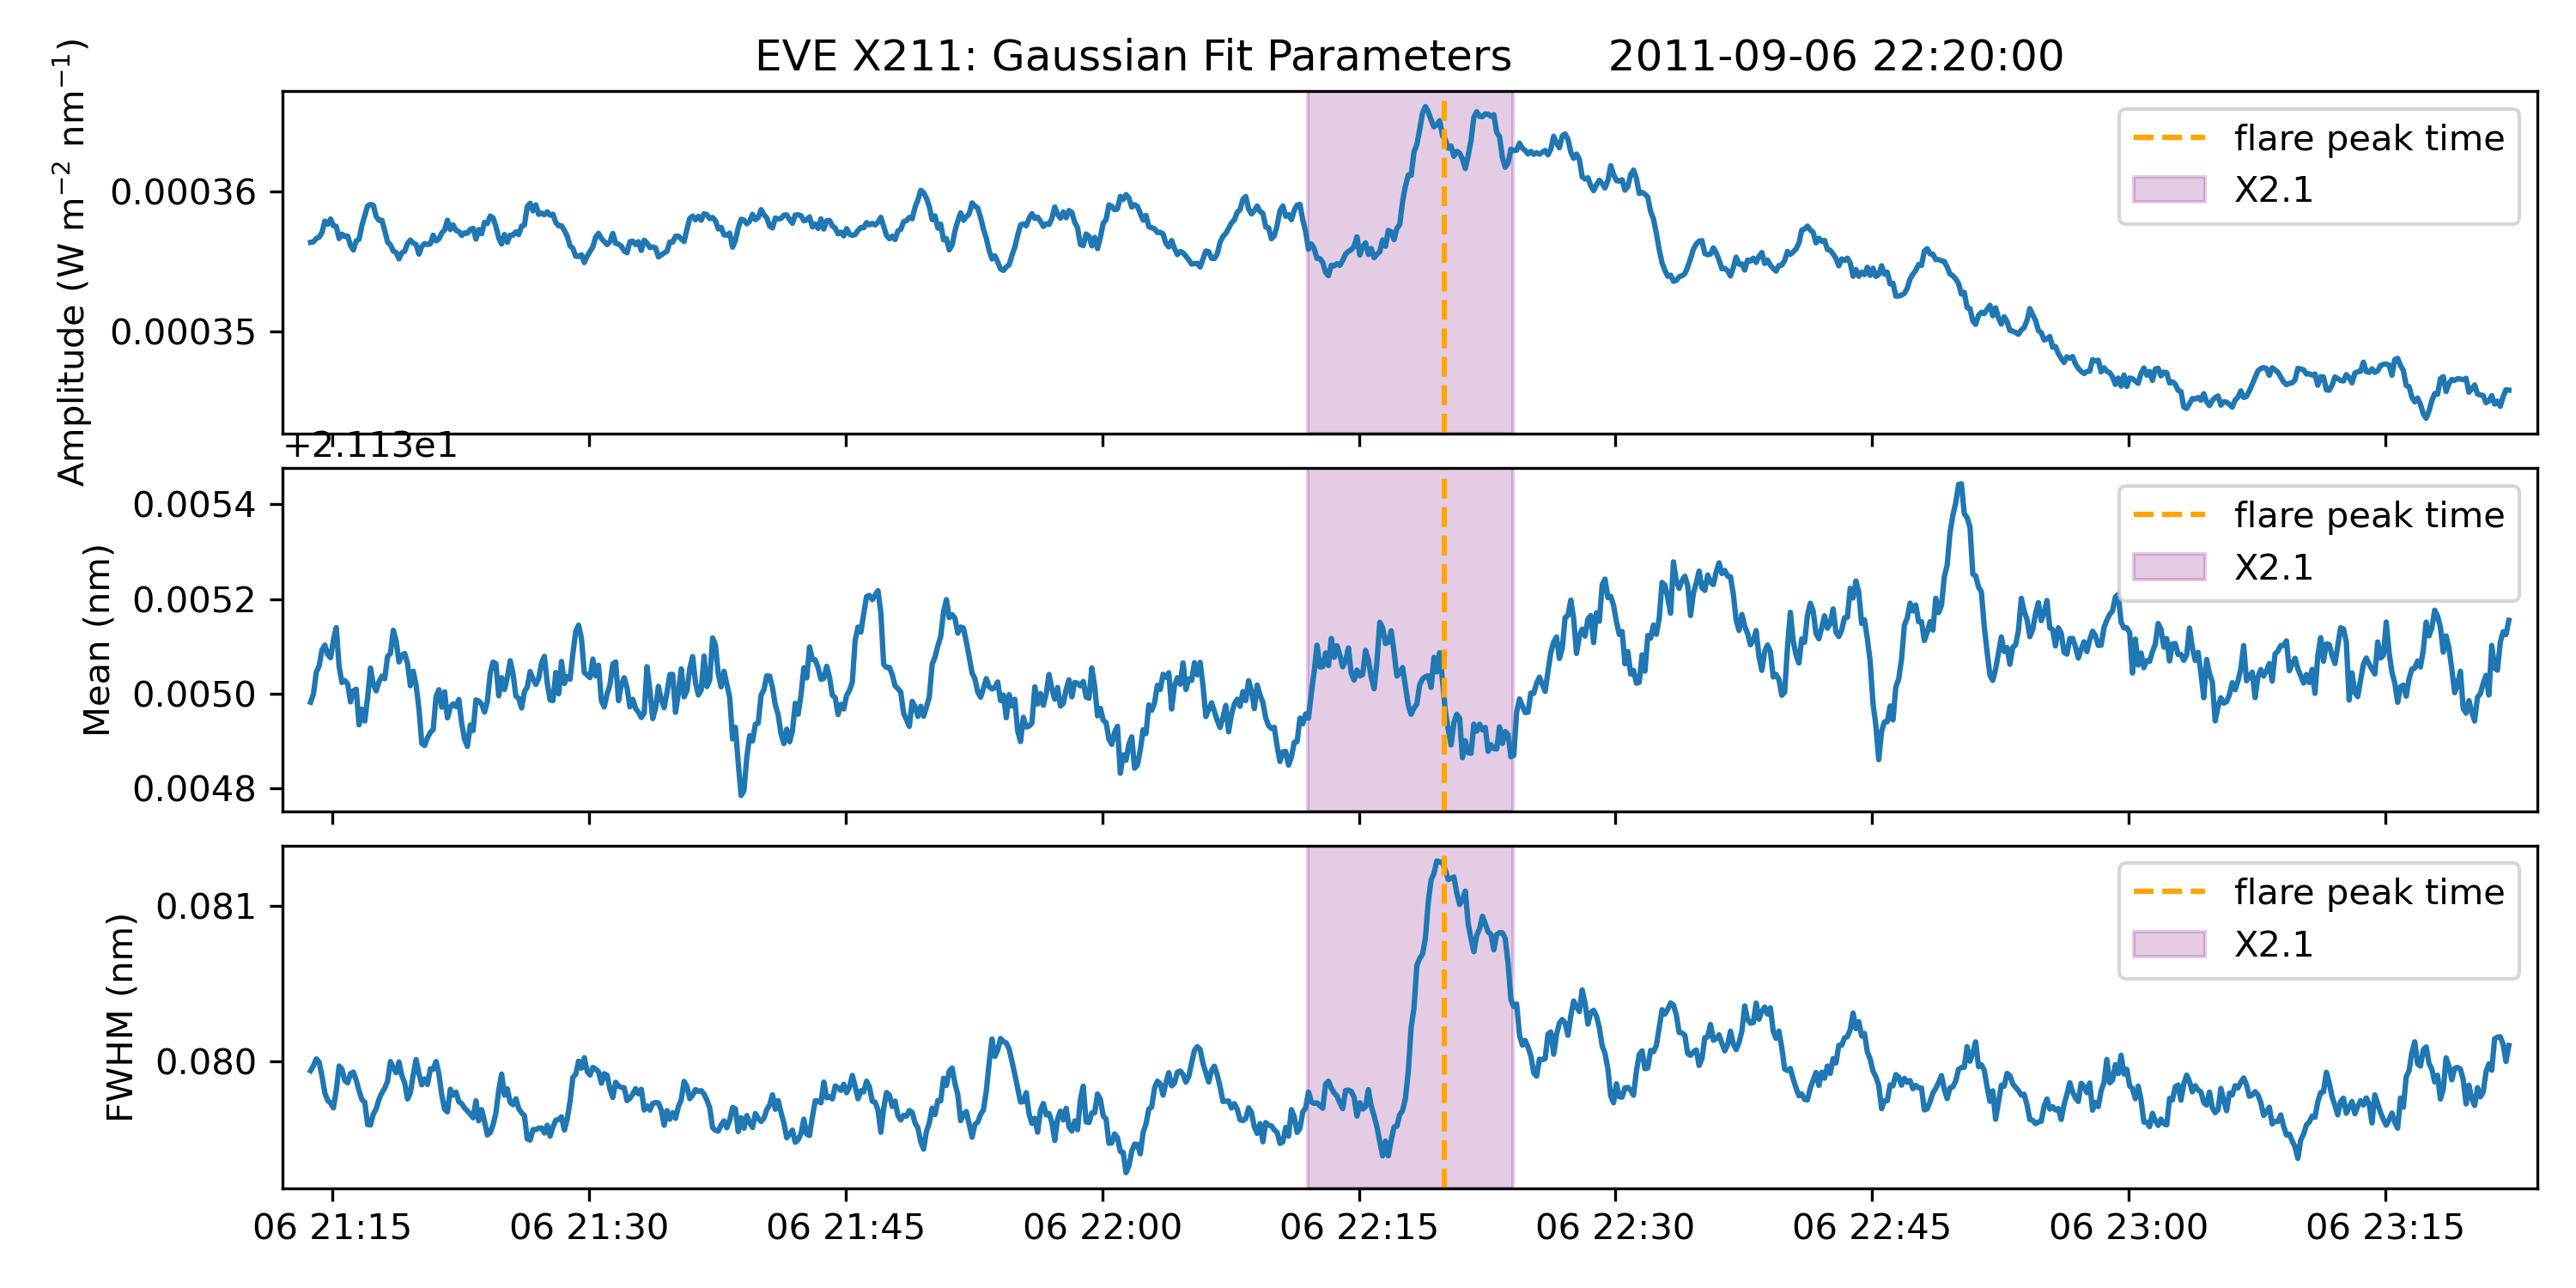 EVE X211: Gaussian Fit Parameters 2011-09-06 22:20:00
Amplitude (W m⁻² nm⁻¹)
0.00036
0.00035
flare peak time
X2.1
+2.113e1
Mean (nm)
0.0054
0.0052
0.0050
0.0048
flare peak time
X2.1
FWHM (nm)
0.081
0.080
flare peak time
X2.1
06 21:15 06 21:30 06 21:45 06 22:00 06 22:15 06 22:30 06 22:45 06 23:00 06 23:15